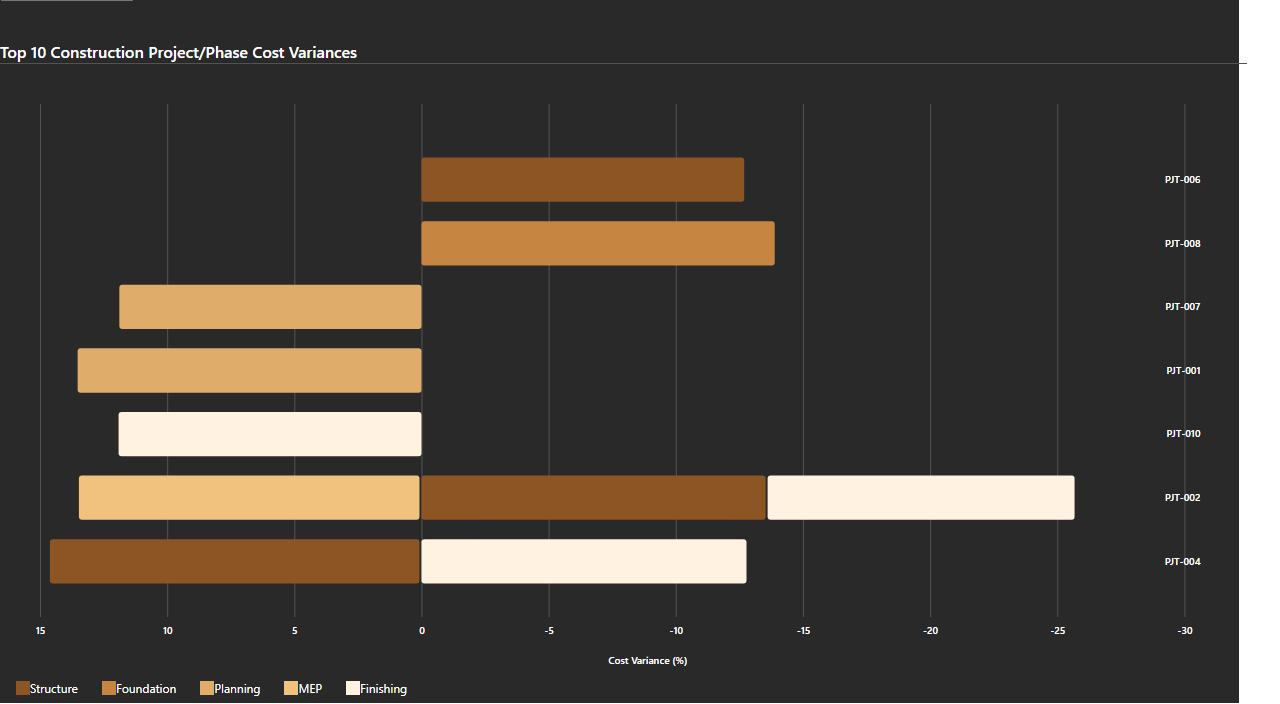 Top 10 Construction Project/Phase Cost Variances
PJT-006
PJT-008
PJT-007
PJT-001
PJT-010
PJT-002
PJT-004
15 10 5 0 -5 -10 -15 -20 -25 -30
Cost Variance (%)
Structure Foundation Planning MEP Finishing